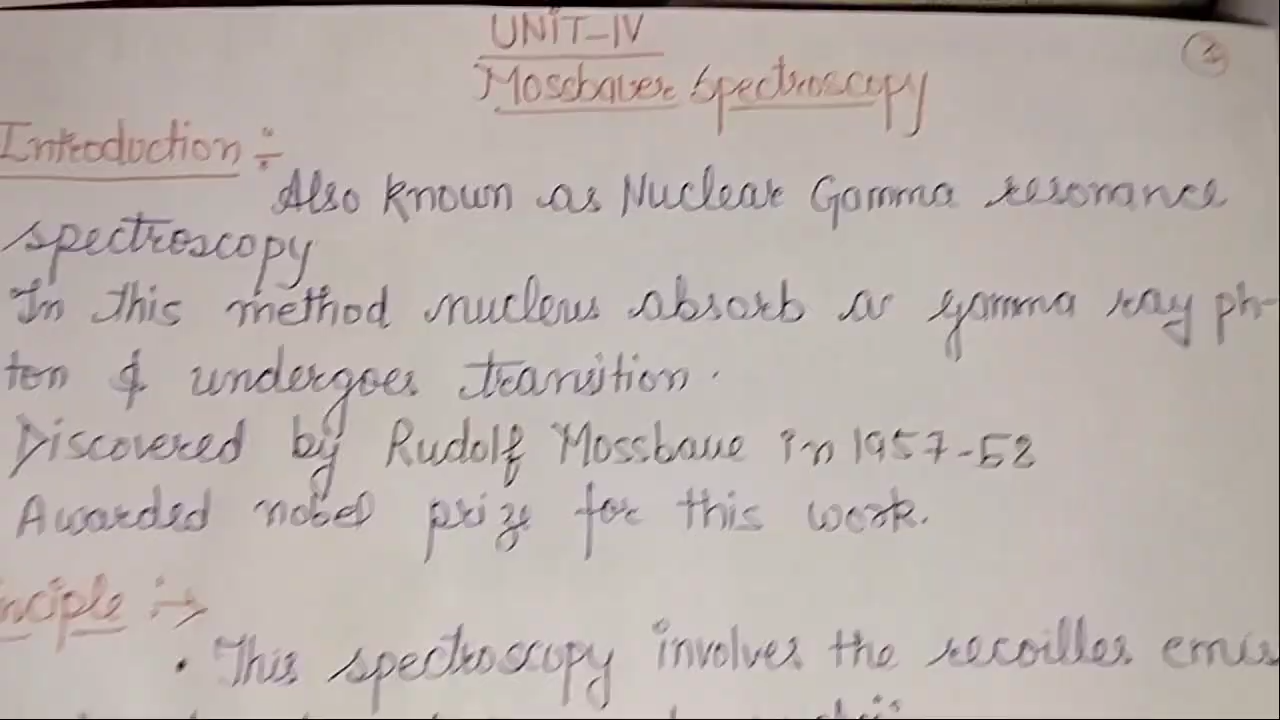 UNIT-IV
Mossbauer Spectroscopy
Introduction :-
Also known as Nuclear Gamma resonance
spectroscopy
In this method nucleus absorb a gamma ray ph-
ton & undergoes transition.
Discovered by Rudolf Mossbaue in 1957-52
Awarded nobel prize for this work.
nciple :->
• This spectroscopy involves the recoilles emis